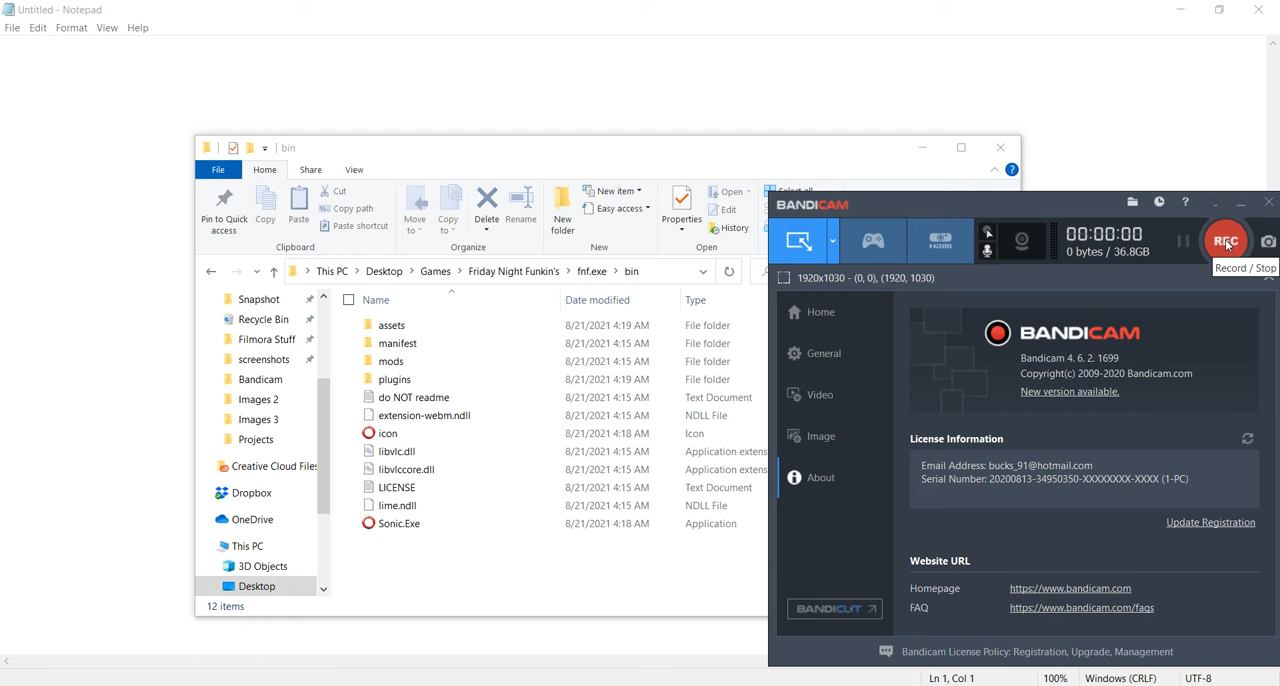 Untitled - Notepad
File Edit Format View Help
bin
File Home Share View
Pin to Quick access
Copy
Paste
Cut
Copy path
Paste shortcut
Clipboard
Move to
Copy to
Delete
Rename
Organize
New folder
New item
Easy access
New
Properties
Open
Edit
History
Open
This PC > Desktop > Games > Friday Night Funkin's > fnf.exe > bin
Snapshot
Recycle Bin
Filmora Stuff
screenshots
Bandicam
Images 2
Images 3
Projects
Creative Cloud Files
Dropbox
OneDrive
This PC
3D Objects
Desktop
Name Date modified Type
assets 8/21/2021 4:19 AM File folder
manifest 8/21/2021 4:15 AM File folder
mods 8/21/2021 4:15 AM File folder
plugins 8/21/2021 4:19 AM File folder
do NOT readme 8/21/2021 4:15 AM Text Document
extension-webm.ndll 8/21/2021 4:15 AM NDLL File
icon 8/21/2021 4:18 AM Icon
libvlc.dll 8/21/2021 4:15 AM Application extens
libvlccore.dll 8/21/2021 4:15 AM Application extens
LICENSE 8/21/2021 4:15 AM Text Document
lime.ndll 8/21/2021 4:15 AM NDLL File
Sonic.Exe 8/21/2021 4:18 AM Application
12 items
BANDICAM
HDMI
00:00:00
0 bytes / 36.8GB
REC
Record / Stop
1920x1030 - (0, 0), (1920, 1030)
Home
General
Video
Image
About
BANDICUT
BANDICAM
Bandicam 4. 6. 2. 1699
Copyright(c) 2009-2020 Bandicam.com
New version available.
License Information
Email Address: bucks_91@hotmail.com
Serial Number: 20200813-34950350-XXXXXXXX-XXXX (1-PC)
Update Registration
Website URL
Homepage https://www.bandicam.com
FAQ https://www.bandicam.com/faqs
Bandicam License Policy: Registration, Upgrade, Management
Ln 1, Col 1 100% Windows (CRLF) UTF-8